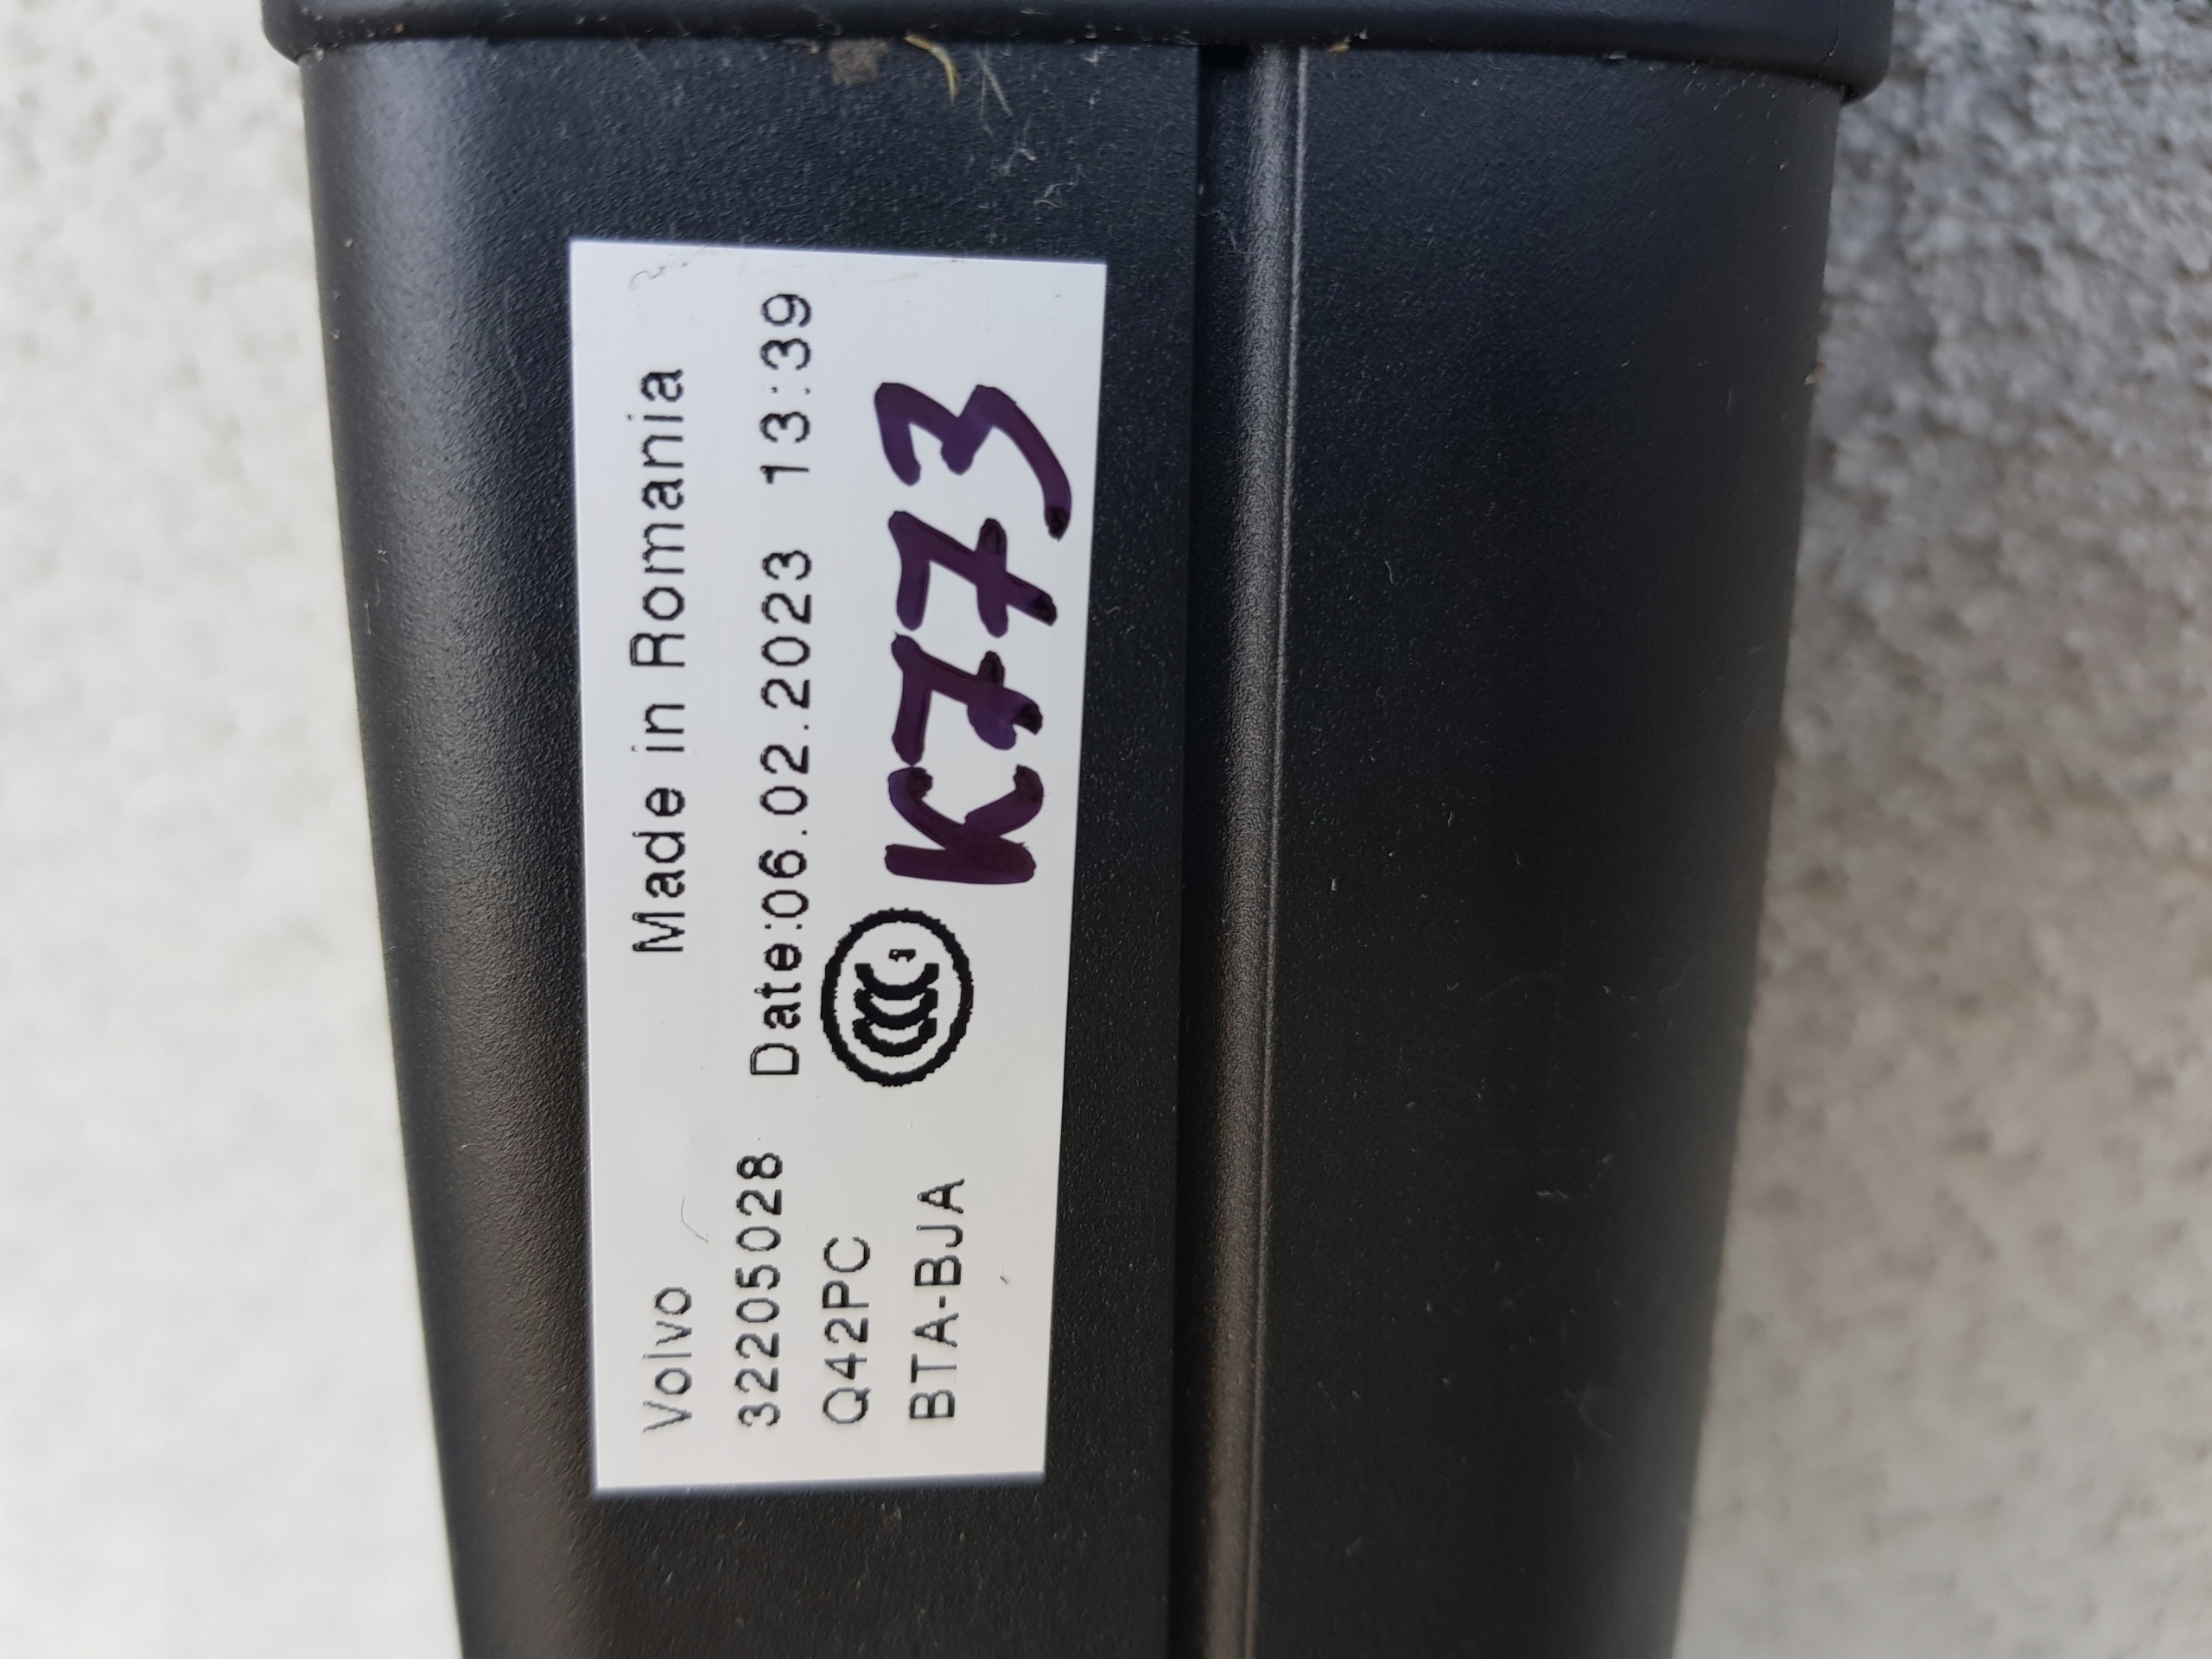 Volvo Made in Romania
32205028 Date:06.02.2023 13:39
Q42PC
BTA-BJA
K773